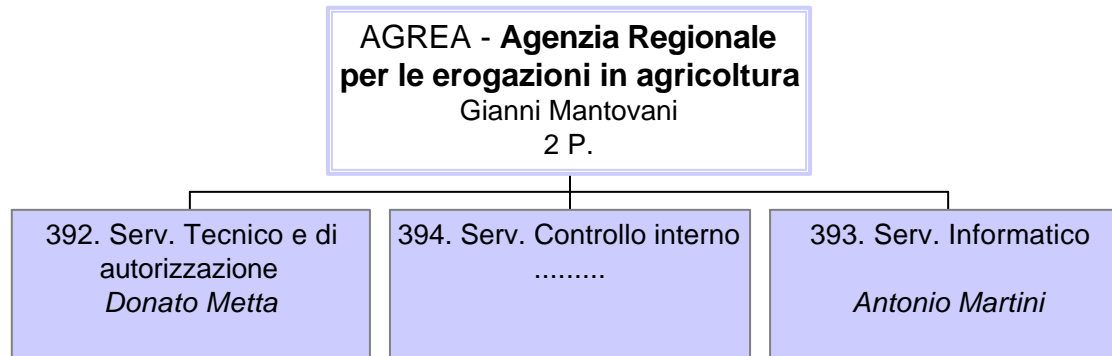 AGREA - Agenzia Regionale
per le erogazioni in agricoltura
Gianni Mantovani
2 P.
392. Serv. Tecnico e di
autorizzazione
Donato Metta
394. Serv. Controllo interno
.........
393. Serv. Informatico
Antonio Martini